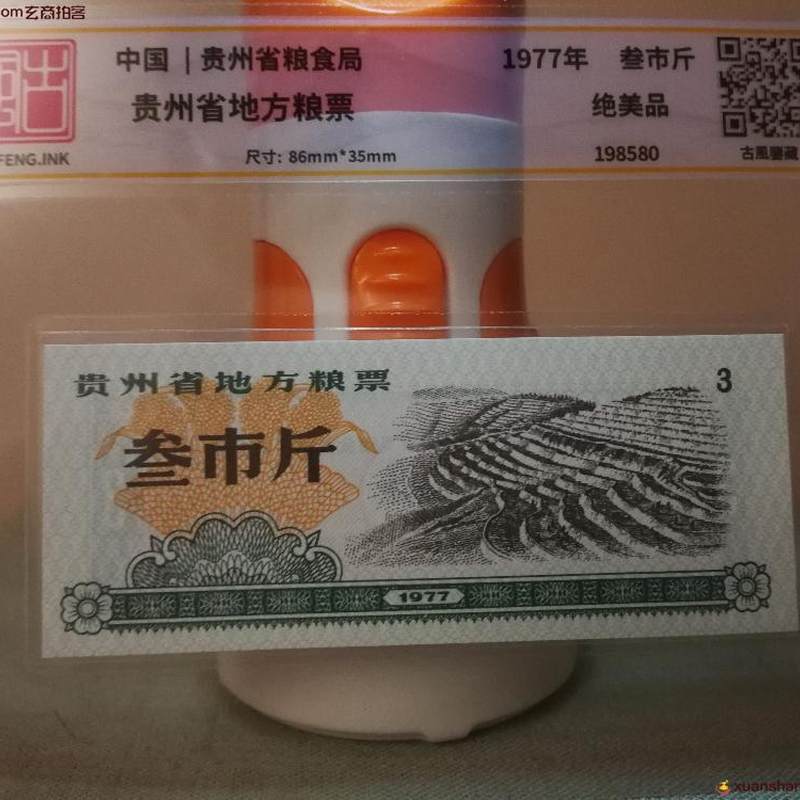 om玄商拍客
中国 | 贵州省粮食局
1977年 叁市斤
贵州省地方粮票
绝美品
FENG.INK
尺寸: 86mm*35mm
198580
古風鑒藏
贵州省地方粮票
3
叁市斤
1977
xuanshan